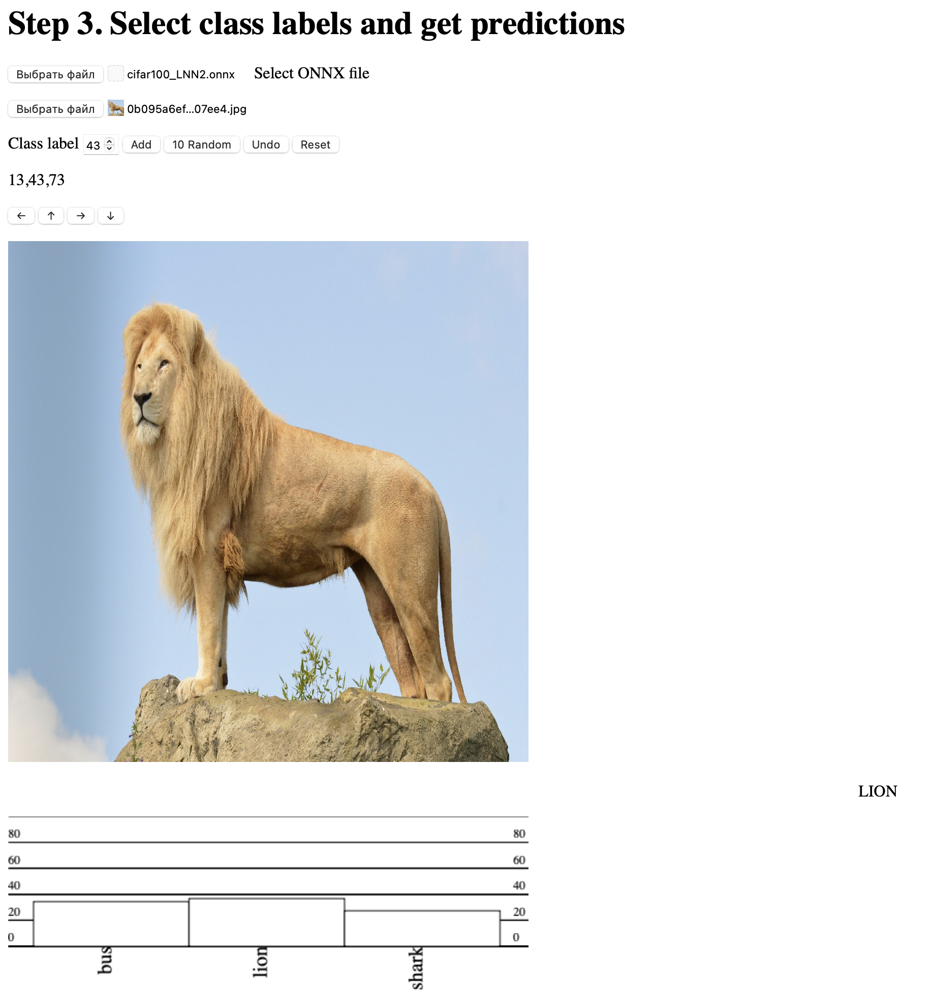 Step 3. Select class labels and get predictions
Выбрать файл cifar100_LNN2.onnx Select ONNX file
Выбрать файл 0b095a6ef...07ee4.jpg
Class label 43 Add 10 Random Undo Reset
13,43,73
← ↑ → ↓
LION
80 80
60 60
40 40
20 20
0 0
bus lion shark